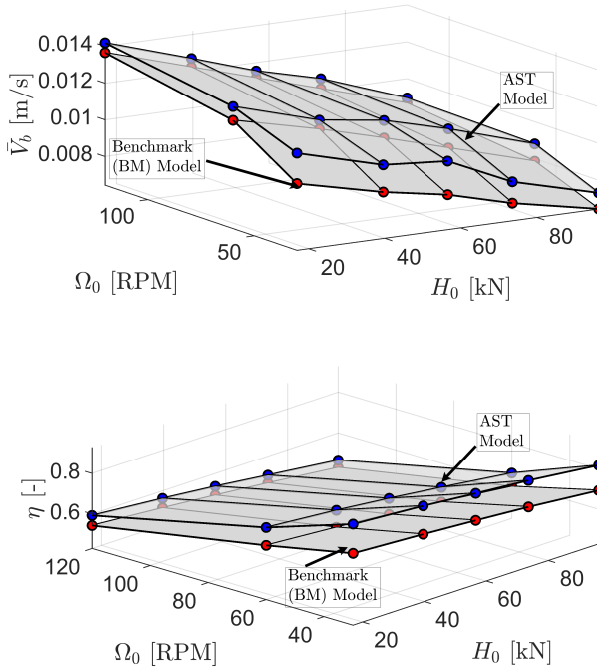 0.014
0.012
0.01
0.008
V̄_b [m/s]
AST
Model
Benchmark
(BM) Model
100
50
Ω₀ [RPM]
20
40
60
80
H₀ [kN]
0.8
0.6
η [-]
AST
Model
Benchmark
(BM) Model
120
100
80
60
40
Ω₀ [RPM]
20
40
60
80
H₀ [kN]